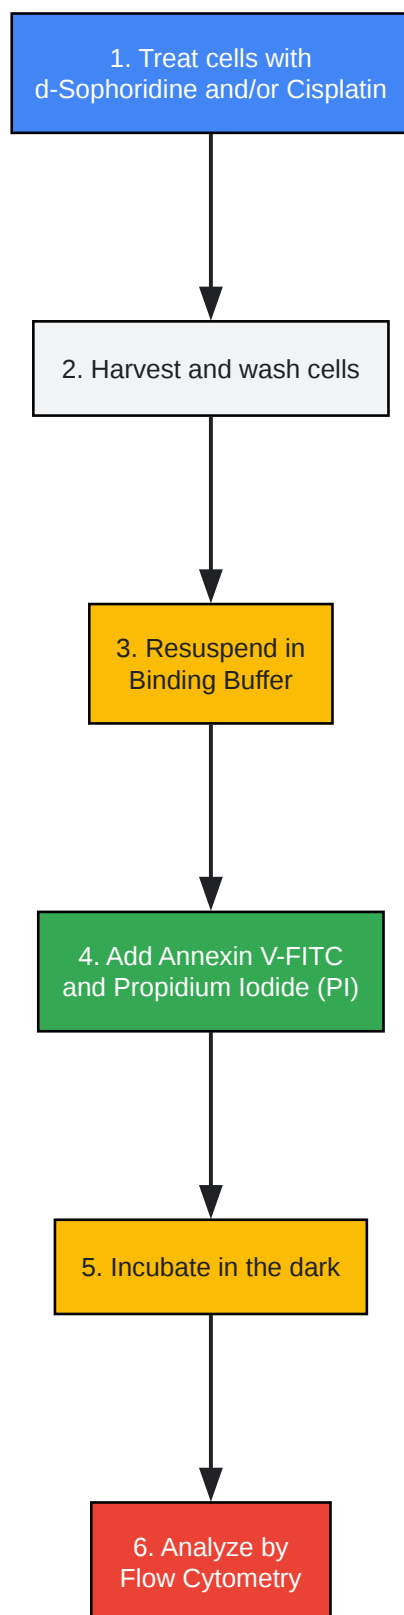 1. Treat cells with
d-Sophoridine and/or Cisplatin
2. Harvest and wash cells
3. Resuspend in
Binding Buffer
4. Add Annexin V-FITC
and Propidium Iodide (PI)
5. Incubate in the dark
6. Analyze by
Flow Cytometry